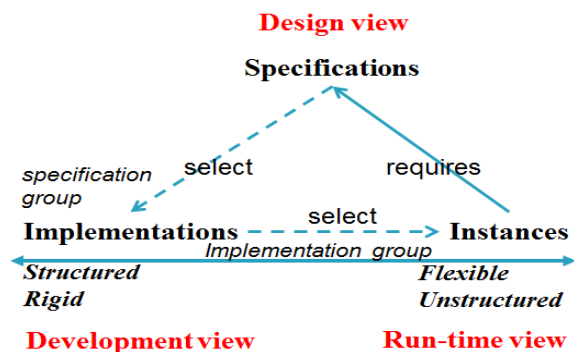 Design view
Specifications
select
requires
specification
group
select
Implementations
Instances
Implementation group
Structured
Rigid
Flexible
Unstructured
Development view
Run-time view